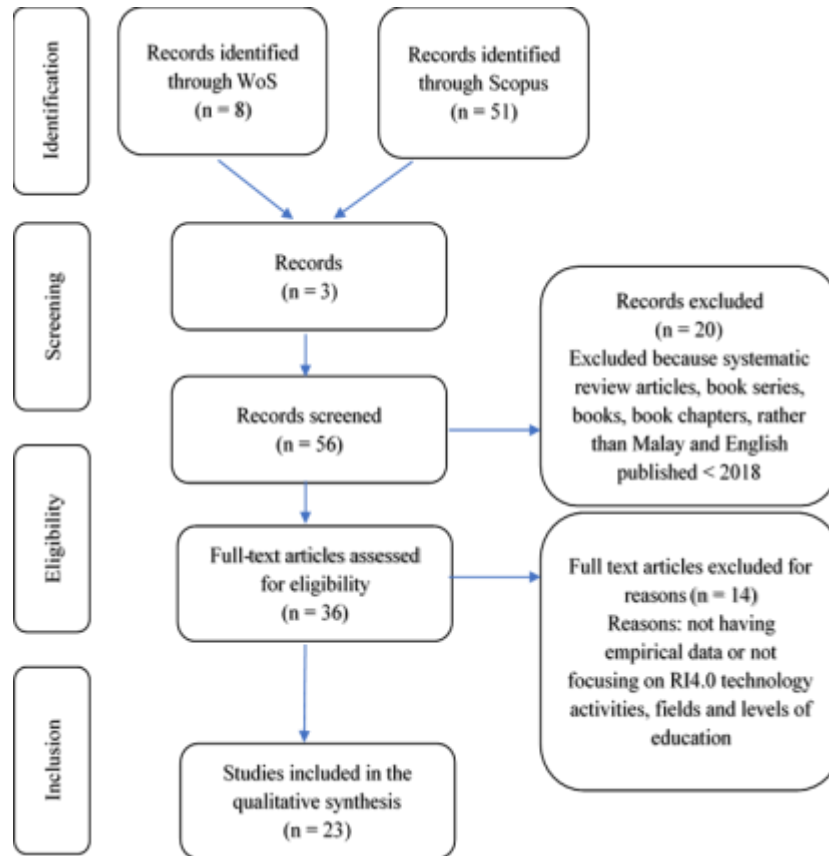 Identification
Records identified
through WoS
(n = 8)
Records identified
through Scopus
(n = 51)
Screening
Records
(n = 3)
Records screened
(n = 56)
Records excluded
(n = 20)
Excluded because systematic
review articles, book series,
books, book chapters, rather
than Malay and English
published < 2018
Eligibility
Full-text articles assessed
for eligibility
(n = 36)
Full text articles excluded for
reasons (n = 14)
Reasons: not having
empirical data or not
focusing on RI4.0 technology
activities, fields and levels of
education
Inclusion
Studies included in the
qualitative synthesis
(n = 23)